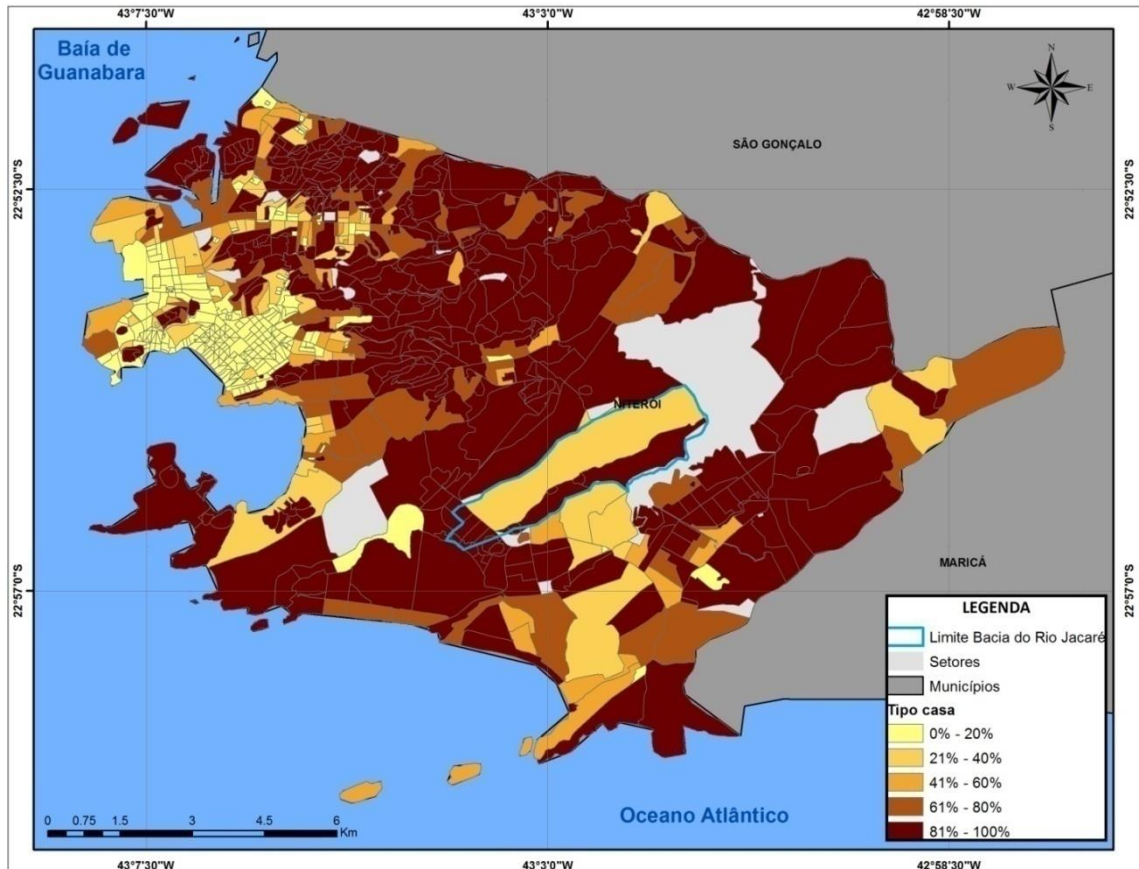 43°7'30"W
43°3'0"W
22°58'30"W
Baía de
Guanabara
N
W
E
S
SÃO GONÇALO
22°52'30"S
22°52'30"S
NITERÓI
MARICÁ
22°57'0"S
22°57'0"S
LEGENDA
Limite Bacia do Rio Jacaré
Setores
Municípios
Tipo casa
0% - 20%
21% - 40%
41% - 60%
61% - 80%
81% - 100%
Oceano Atlântico
0 0.75 1.5 3 4.5 6
Km
43°7'30"W
43°3'0"W
42°58'30"W